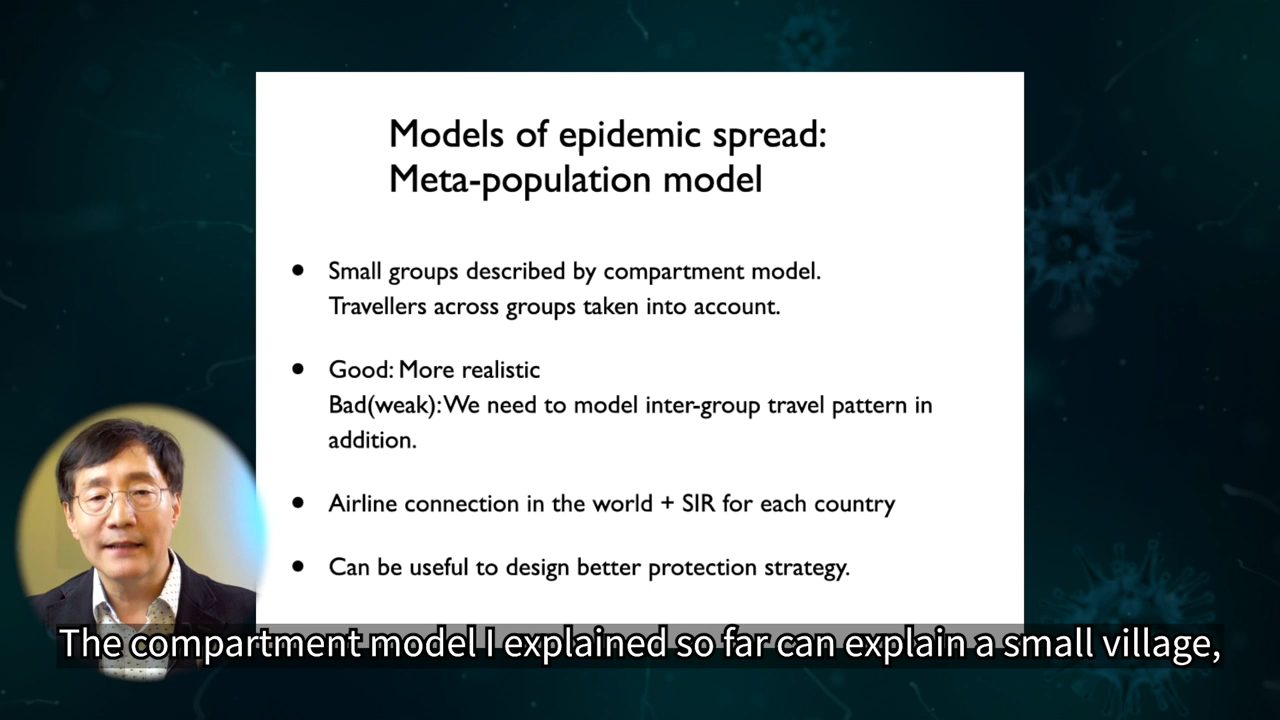 Models of epidemic spread:
Meta-population model
• Small groups described by compartment model.
Travellers across groups taken into account.
• Good: More realistic
Bad(weak): We need to model inter-group travel pattern in
addition.
• Airline connection in the world + SIR for each country
• Can be useful to design better protection strategy.
The compartment model I explained so far can explain a small village,